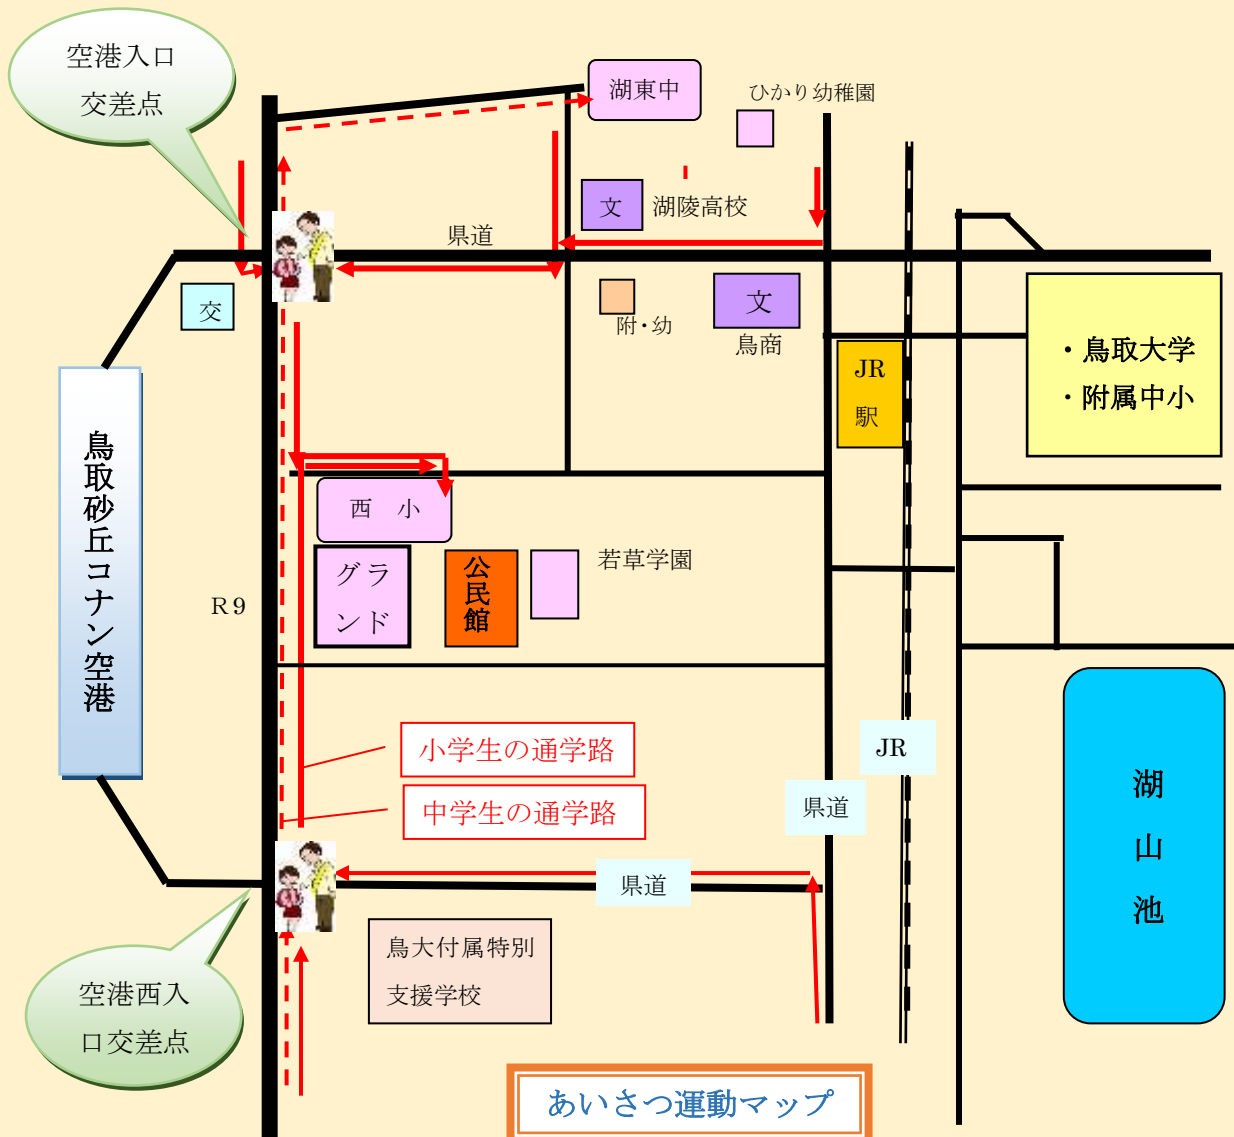 空港入口
交差点
湖東中
ひかり幼稚園
文
湖陵高校
県道
交
附・幼
文
鳥商
JR
駅
・鳥取大学
・附属中小
鳥取砂丘コナン空港
西 小
グラ
ンド
公民館
若草学園
R9
小学生の通学路
中学生の通学路
JR
県道
県道
湖山池
鳥大付属特別
支援学校
空港西入
口交差点
あいさつ運動マップ